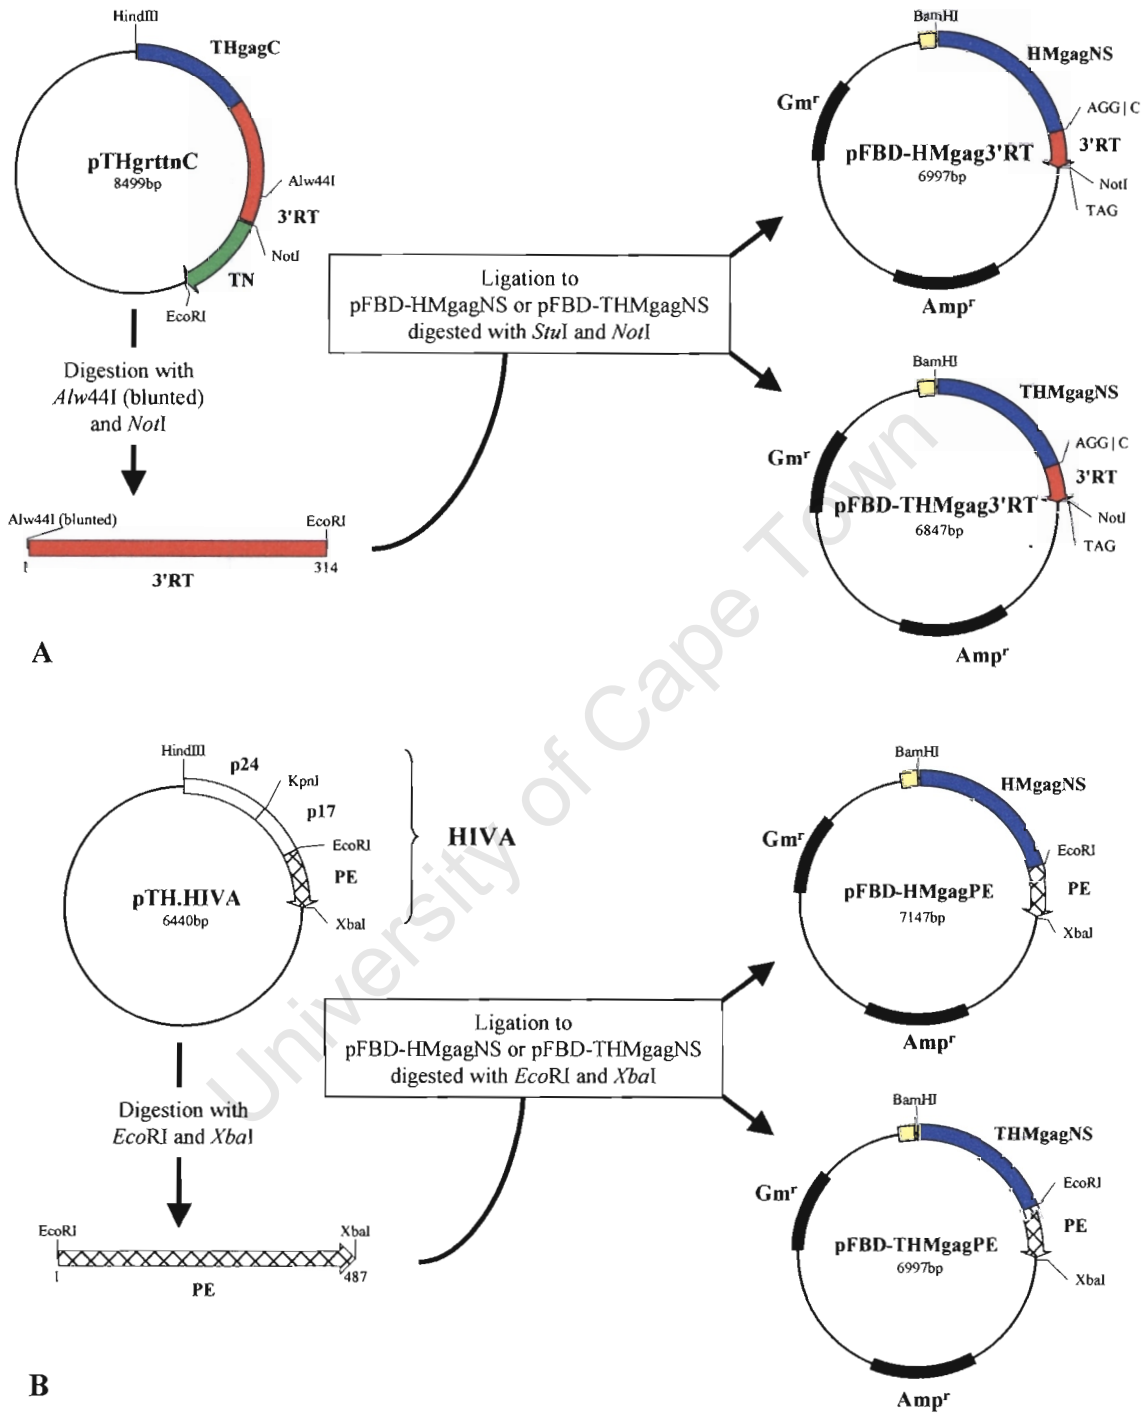 HindIII
THgagC
pTHgrttnC
8499bp
Alw44I
3'RT
NotI
TN
EcoRI
Digestion with
Alw44I (blunted)
and NotI
Alw44I (blunted)
EcoRI
1
314
3'RT
Ligation to
pFBD-HMgagNS or pFBD-THMgagNS
digested with StuI and NotI
BamHI
HMgagNS
Gmʳ
AGG|C
3'RT
pFBD-HMgag3'RT
6997bp
NotI
TAG
Ampʳ
BamHI
THMgagNS
Gmʳ
AGG|C
3'RT
pFBD-THMgag3'RT
6847bp
NotI
TAG
Ampʳ
A
HindIII
p24
KpnI
p17
EcoRI
PE
HIVA
pTH.HIVA
6440bp
XbaI
Digestion with
EcoRI and XbaI
EcoRI
XbaI
1
487
PE
Ligation to
pFBD-HMgagNS or pFBD-THMgagNS
digested with EcoRI and XbaI
BamHI
HMgagNS
Gmʳ
EcoRI
PE
pFBD-HMgagPE
7147bp
XbaI
Ampʳ
BamHI
THMgagNS
Gmʳ
EcoRI
PE
pFBD-THMgagPE
6997bp
XbaI
Ampʳ
B
University of Cape Town